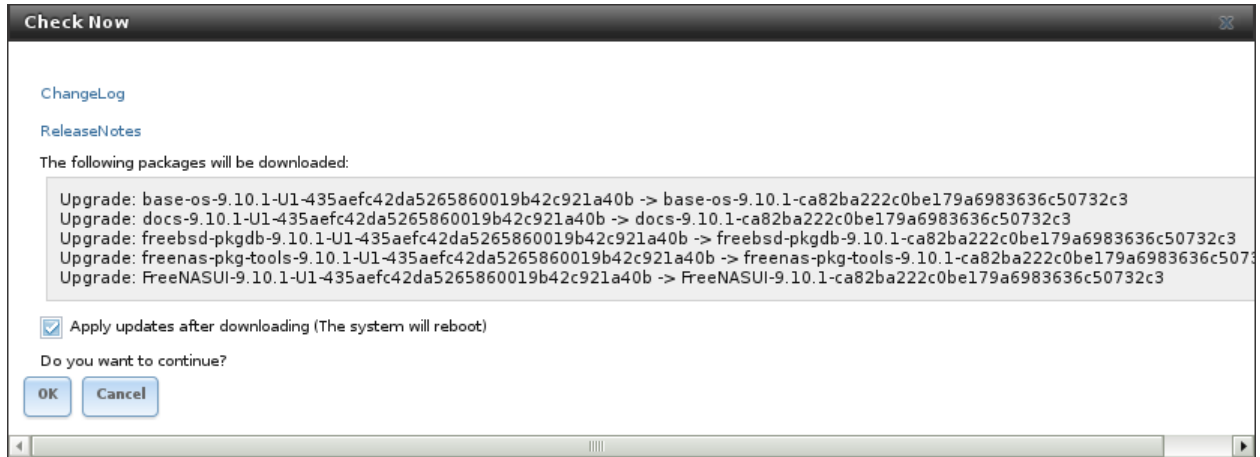 Check Now
ChangeLog
ReleaseNotes
The following packages will be downloaded:
Upgrade: base-os-9.10.1-U1-435aefc42da5265860019b42c921a40b -> base-os-9.10.1-ca82ba222c0be179a6983636c50732c3
Upgrade: docs-9.10.1-U1-435aefc42da5265860019b42c921a40b -> docs-9.10.1-ca82ba222c0be179a6983636c50732c3
Upgrade: freebsd-pkgdb-9.10.1-U1-435aefc42da5265860019b42c921a40b -> freebsd-pkgdb-9.10.1-ca82ba222c0be179a6983636c50732c3
Upgrade: freenas-pkg-tools-9.10.1-U1-435aefc42da5265860019b42c921a40b -> freenas-pkg-tools-9.10.1-ca82ba222c0be179a6983636c5073
Upgrade: FreeNASUI-9.10.1-U1-435aefc42da5265860019b42c921a40b -> FreeNASUI-9.10.1-ca82ba222c0be179a6983636c50732c3
Apply updates after downloading (The system will reboot)
Do you want to continue?
OK Cancel